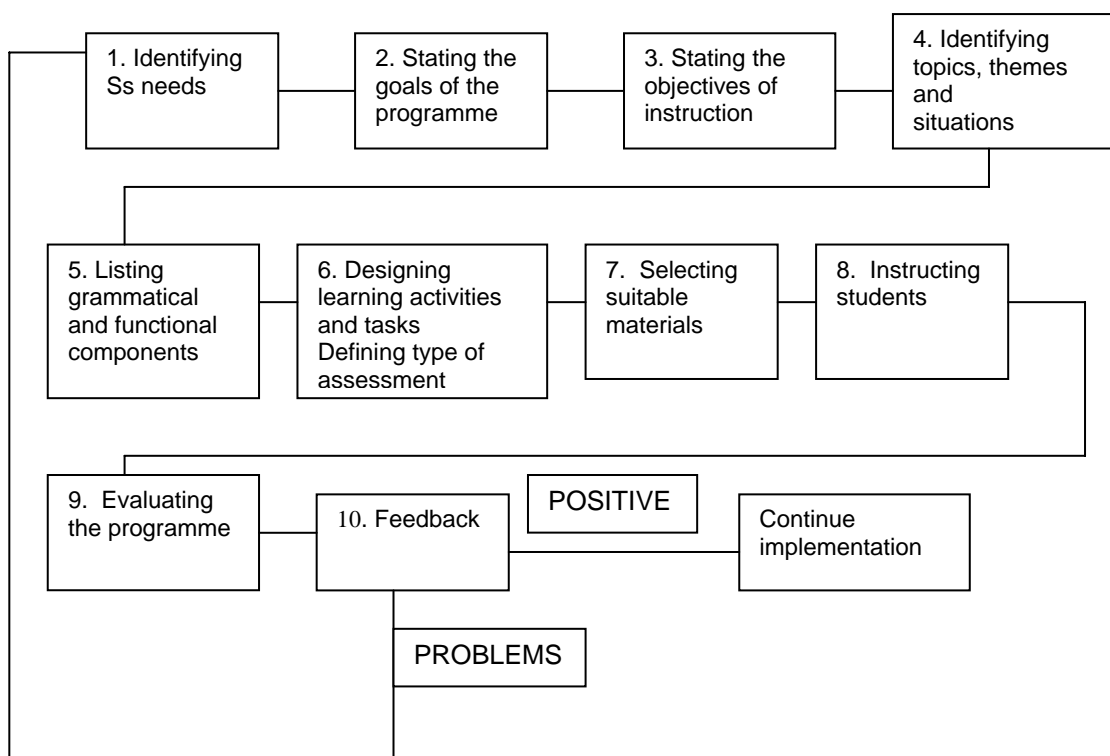 1. Identifying
Ss needs
2. Stating the
goals of the
programme
3. Stating the
objectives of
instruction
4. Identifying
topics, themes
and
situations
5. Listing
grammatical
and functional
components
6. Designing
learning activities
and tasks
Defining type of
assessment
7. Selecting
suitable
materials
8. Instructing
students
9. Evaluating
the programme
10. Feedback
POSITIVE
Continue
implementation
PROBLEMS